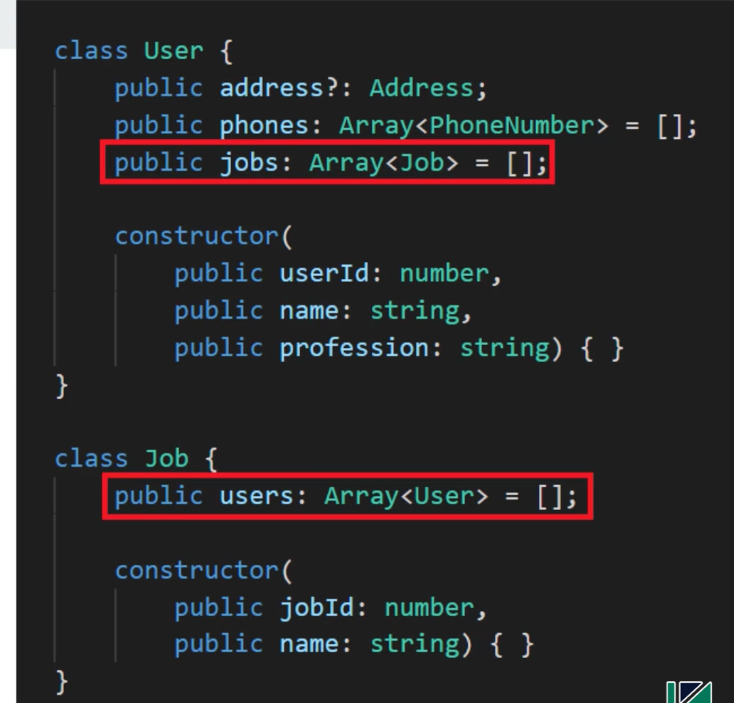 class User {
public address?: Address;
public phones: Array<PhoneNumber> = [];
public jobs: Array<Job> = [];
constructor(
public userId: number,
public name: string,
public profession: string) { }
}
class Job {
public users: Array<User> = [];
constructor(
public jobId: number,
public name: string) { }
}